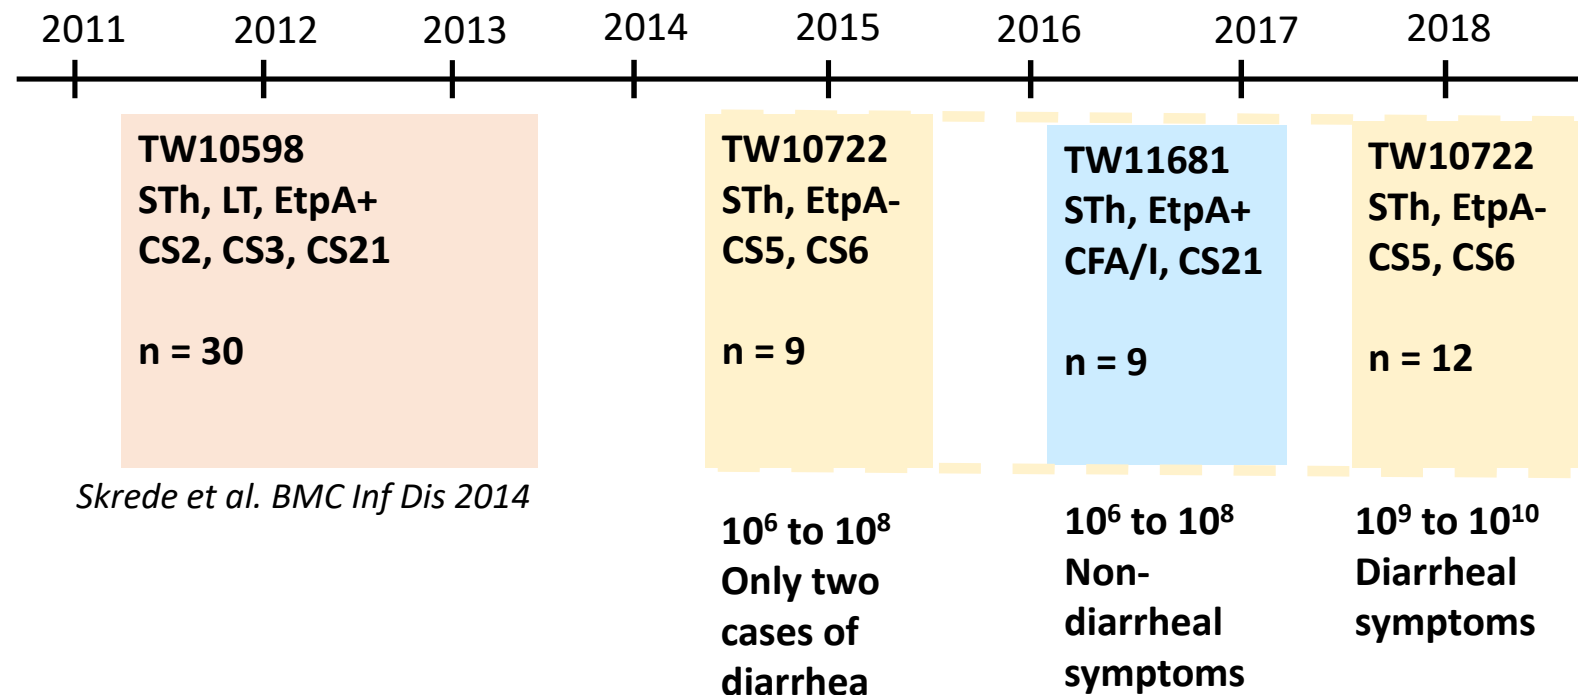 2011 2012 2013 2014 2015 2016 2017 2018
TW10598
STh, LT, EtpA+
CS2, CS3, CS21
n = 30
Skrede et al. BMC Inf Dis 2014
TW10722
STh, EtpA-
CS5, CS6
n = 9
10⁶ to 10⁸
Only two
cases of
diarrhea
TW11681
STh, EtpA+
CFA/I, CS21
n = 9
10⁶ to 10⁸
Non-
diarrheal
symptoms
TW10722
STh, EtpA-
CS5, CS6
n = 12
10⁹ to 10¹⁰
Diarrheal
symptoms